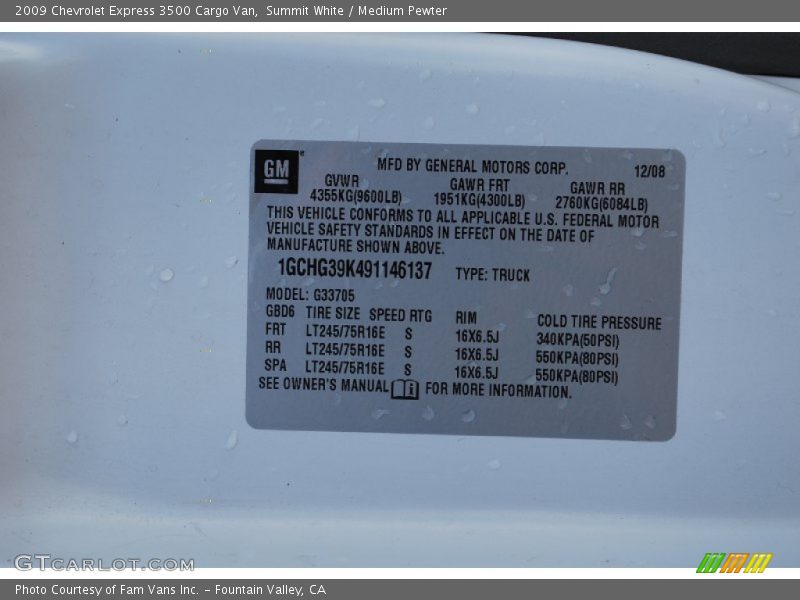 2009 Chevrolet Express 3500 Cargo Van,  Summit White / Medium Pewter
GM
MFD BY GENERAL MOTORS CORP. 12/08
GVWR GAWR FRT GAWR RR
4355KG(9600LB) 1951KG(4300LB) 2760KG(6084LB)
THIS VEHICLE CONFORMS TO ALL APPLICABLE U.S. FEDERAL MOTOR
VEHICLE SAFETY STANDARDS IN EFFECT ON THE DATE OF
MANUFACTURE SHOWN ABOVE.
1GCHG39K491146137 TYPE: TRUCK
MODEL: G33705
GBD6 TIRE SIZE SPEED RTG RIM COLD TIRE PRESSURE
FRT LT245/75R16E S 16X6.5J 340KPA(50PSI)
RR LT245/75R16E S 16X6.5J 550KPA(80PSI)
SPA LT245/75R16E S 16X6.5J 550KPA(80PSI)
SEE OWNER'S MANUAL i FOR MORE INFORMATION.
GTCARLOT.COM
Photo Courtesy of Fam Vans Inc. - Fountain Valley, CA